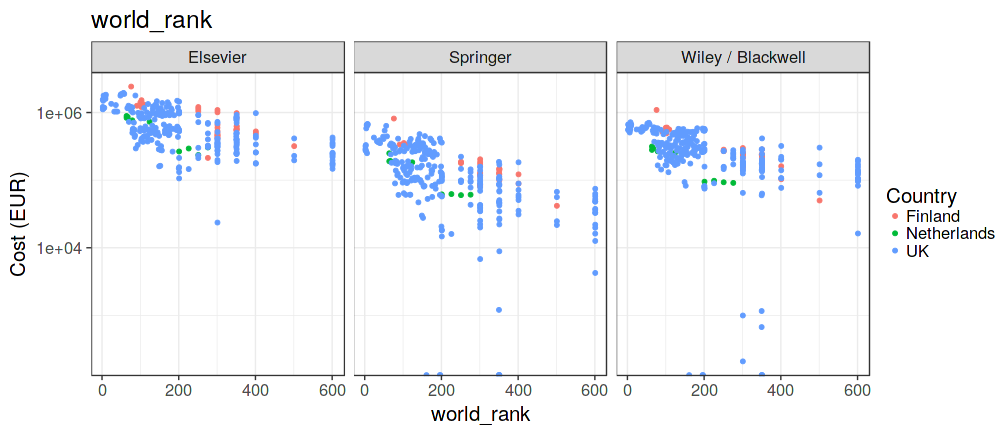 world_rank
Elsevier Springer Wiley / Blackwell
1e+06
1e+04
Cost (EUR)
0 200 400 600 0 200 400 600 0 200 400 600
world_rank
Country
Finland
Netherlands
UK